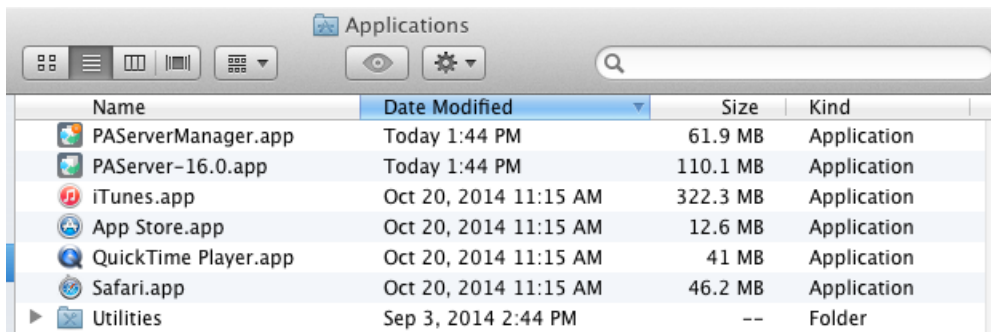 Applications
Name Date Modified Size Kind
PAServerManager.app Today 1:44 PM 61.9 MB Application
PAServer-16.0.app Today 1:44 PM 110.1 MB Application
iTunes.app Oct 20, 2014 11:15 AM 322.3 MB Application
App Store.app Oct 20, 2014 11:15 AM 12.6 MB Application
QuickTime Player.app Oct 20, 2014 11:15 AM 41 MB Application
Safari.app Oct 20, 2014 11:15 AM 46.2 MB Application
Utilities Sep 3, 2014 2:44 PM -- Folder